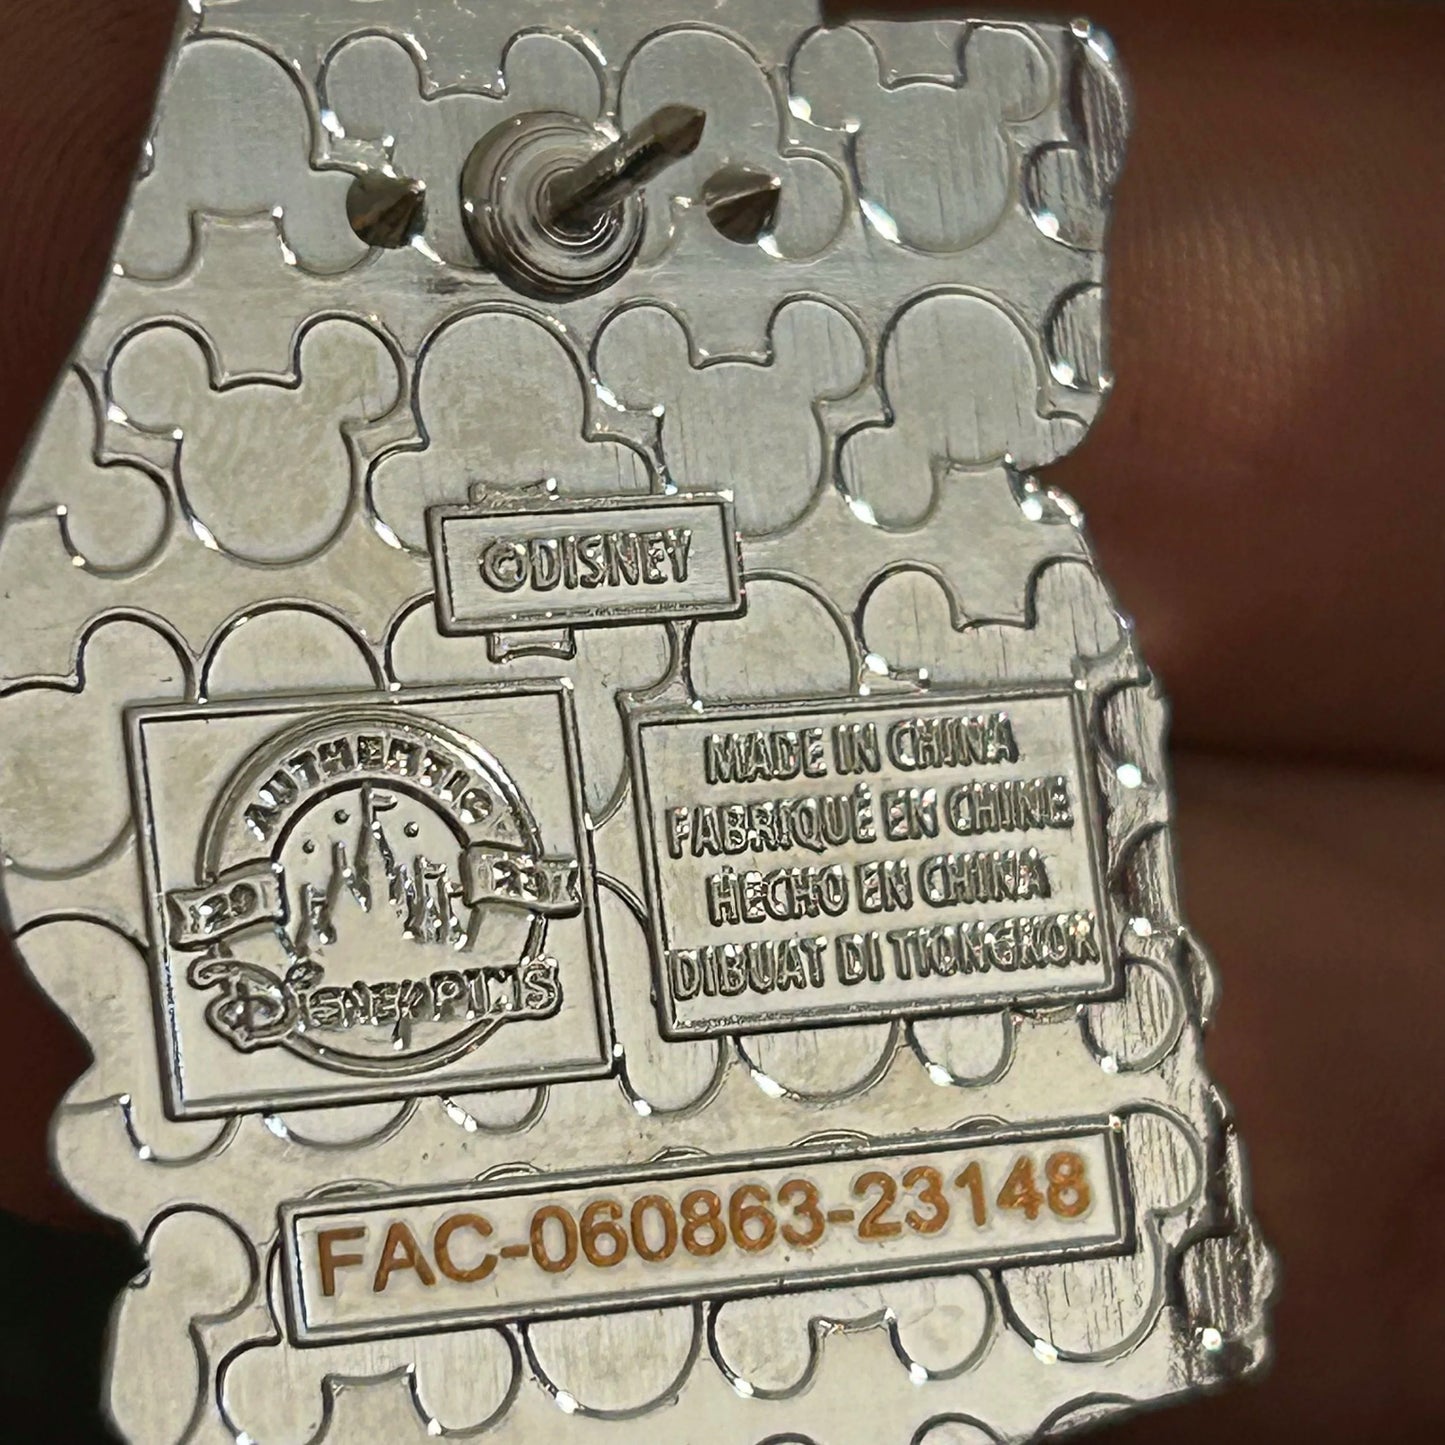 ©DISNEY
AUTHENTIC
DISNEY PINS
MADE IN CHINA
FABRIQUÉ EN CHINE
HECHO EN CHINA
DIBUAT DI TIONGKOK
FAC-060863-23148